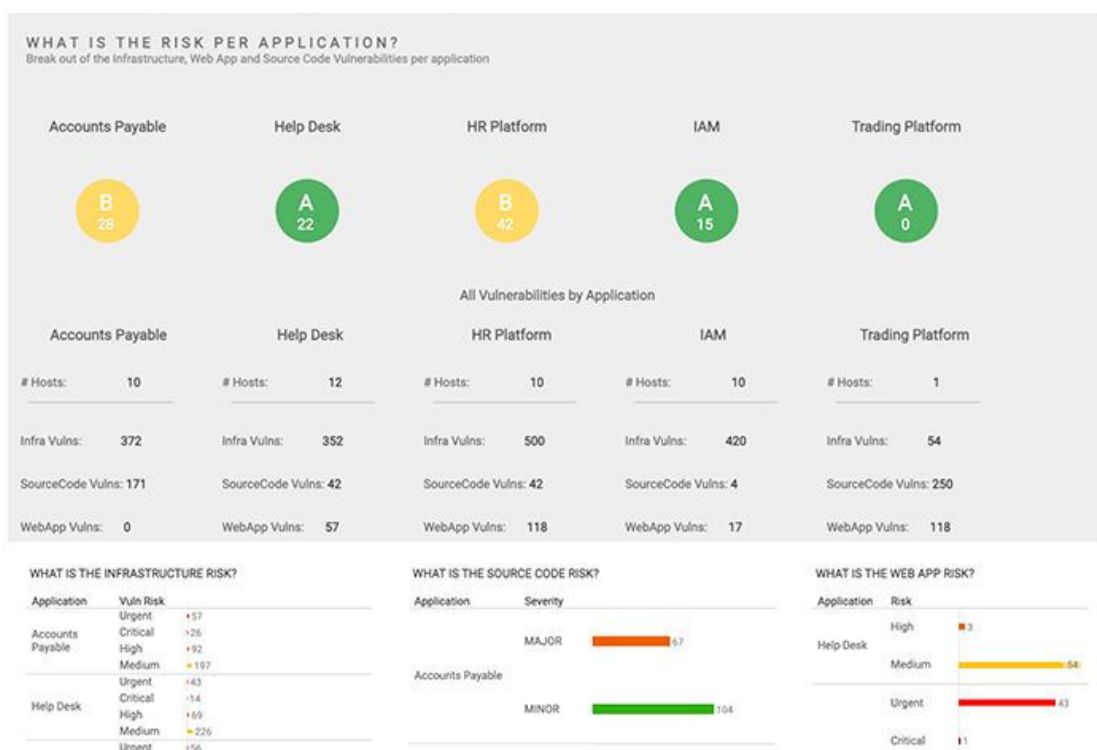 WHAT IS THE RISK PER APPLICATION?
Break out of the Infrastructure, Web App and Source Code Vulnerabilities per application
Accounts Payable Help Desk HR Platform IAM Trading Platform
B A B A A
28 22 42 15 0
All Vulnerabilities by Application
Accounts Payable Help Desk HR Platform IAM Trading Platform
# Hosts: 10 # Hosts: 12 # Hosts: 10 # Hosts: 10 # Hosts: 1
Infra Vulns: 372 Infra Vulns: 352 Infra Vulns: 500 Infra Vulns: 420 Infra Vulns: 54
SourceCode Vulns: 171 SourceCode Vulns: 42 SourceCode Vulns: 42 SourceCode Vulns: 4 SourceCode Vulns: 250
WebApp Vulns: 0 WebApp Vulns: 57 WebApp Vulns: 118 WebApp Vulns: 17 WebApp Vulns: 118
WHAT IS THE INFRASTRUCTURE RISK?
Application Vuln Risk
Accounts Payable
Urgent 57
Critical 26
High 92
Medium 197
Help Desk
Urgent 43
Critical 14
High 69
Medium 226
Urgent 56
WHAT IS THE SOURCE CODE RISK?
Application Severity
Accounts Payable
MAJOR 67
MINOR 104
WHAT IS THE WEB APP RISK?
Application Risk
Help Desk
High 3
Medium 54
Urgent 43
Critical 1